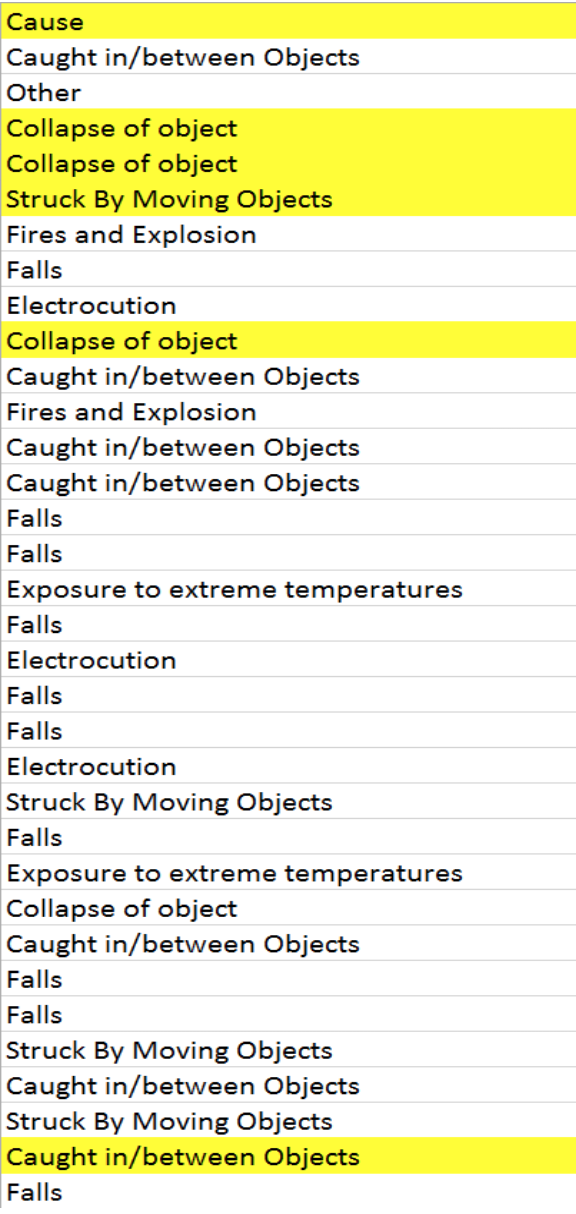 Cause
Caught in/between Objects
Other
Collapse of object
Collapse of object
Struck By Moving Objects
Fires and Explosion
Falls
Electrocution
Collapse of object
Caught in/between Objects
Fires and Explosion
Caught in/between Objects
Caught in/between Objects
Falls
Falls
Exposure to extreme temperatures
Falls
Electrocution
Falls
Falls
Electrocution
Struck By Moving Objects
Falls
Exposure to extreme temperatures
Collapse of object
Caught in/between Objects
Falls
Falls
Struck By Moving Objects
Caught in/between Objects
Struck By Moving Objects
Caught in/between Objects
Falls